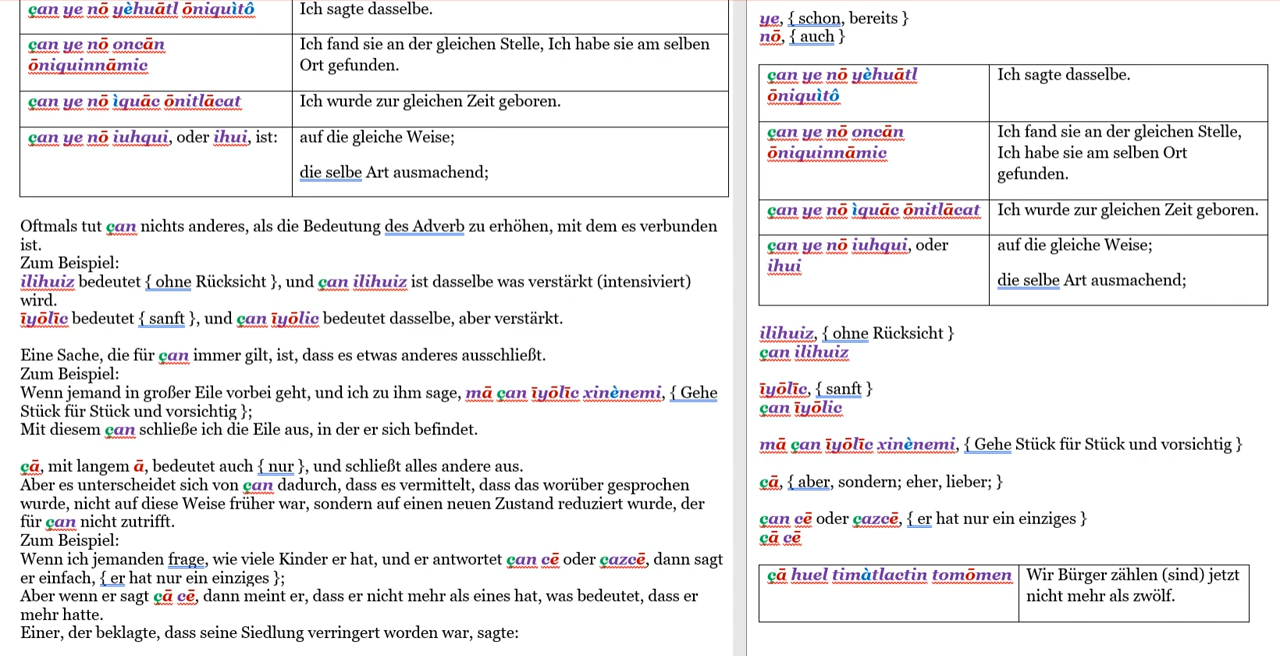 çan ye nō yèhuātl ōniquìtô
Ich sagte dasselbe.
çan ye nō oncān
ōniquinnāmic
Ich fand sie an der gleichen Stelle, Ich habe sie am selben
Ort gefunden.
çan ye nō ìquāc ōnitlācat
Ich wurde zur gleichen Zeit geboren.
çan ye nō iuhqui, oder ihui, ist:
auf die gleiche Weise;
die selbe Art ausmachend;
Oftmals tut çan nichts anderes, als die Bedeutung des Adverb zu erhöhen, mit dem es verbunden
ist.
Zum Beispiel:
ilihuiz bedeutet { ohne Rücksicht }, und çan ilihuiz ist dasselbe was verstärkt (intensiviert)
wird.
īyōlīc bedeutet { sanft }, und çan īyōlic bedeutet dasselbe, aber verstärkt.
Eine Sache, die für çan immer gilt, ist, dass es etwas anderes ausschließt.
Zum Beispiel:
Wenn jemand in großer Eile vorbei geht, und ich zu ihm sage, mā çan īyōlīc xinènemi, { Gehe
Stück für Stück und vorsichtig };
Mit diesem çan schließe ich die Eile aus, in der er sich befindet.
çā, mit langem ā, bedeutet auch { nur }, und schließt alles andere aus.
Aber es unterscheidet sich von çan dadurch, dass es vermittelt, dass das worüber gesprochen
wurde, nicht auf diese Weise früher war, sondern auf einen neuen Zustand reduziert wurde, der
für çan nicht zutrifft.
Zum Beispiel:
Wenn ich jemanden frage, wie viele Kinder er hat, und er antwortet çan cē oder çazcē, dann sagt
er einfach, { er hat nur ein einziges };
Aber wenn er sagt çā cē, dann meint er, dass er nicht mehr als eines hat, was bedeutet, dass er
mehr hatte.
Einer, der beklagte, dass seine Siedlung verringert worden war, sagte:
ye, { schon, bereits }
nō, { auch }
çan ye nō yèhuātl
ōniquìtô
Ich sagte dasselbe.
çan ye nō oncān
ōniquinnāmic
Ich fand sie an der gleichen Stelle,
Ich habe sie am selben Ort
gefunden.
çan ye nō ìquāc ōnitlācat
Ich wurde zur gleichen Zeit geboren.
çan ye nō iuhqui, oder
ihui
auf die gleiche Weise;
die selbe Art ausmachend;
ilihuiz, { ohne Rücksicht }
çan ilihuiz
īyōlīc, { sanft }
çan īyōlic
mā çan īyōlīc xinènemi, { Gehe Stück für Stück und vorsichtig }
çā, { aber, sondern; eher, lieber; }
çan cē oder çazcē, { er hat nur ein einziges }
çā cē
çā huel timàtlactin tomōmen
Wir Bürger zählen (sind) jetzt
nicht mehr als zwölf.